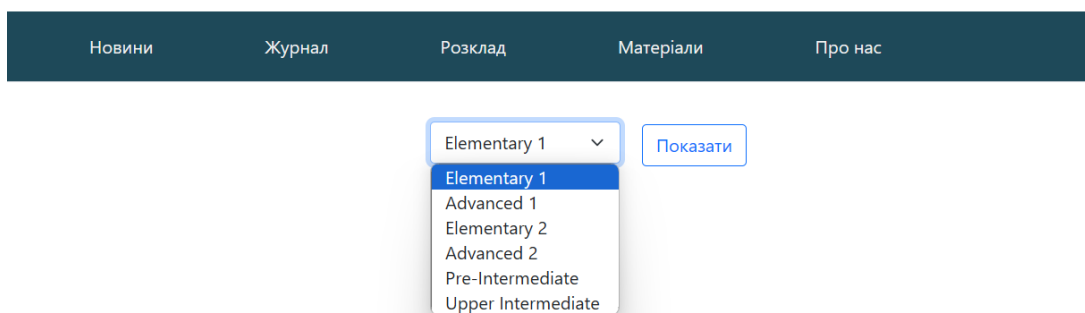 Новини Журнал Розклад Матеріали Про нас
Elementary 1 Показати
Elementary 1
Advanced 1
Elementary 2
Advanced 2
Pre-Intermediate
Upper Intermediate